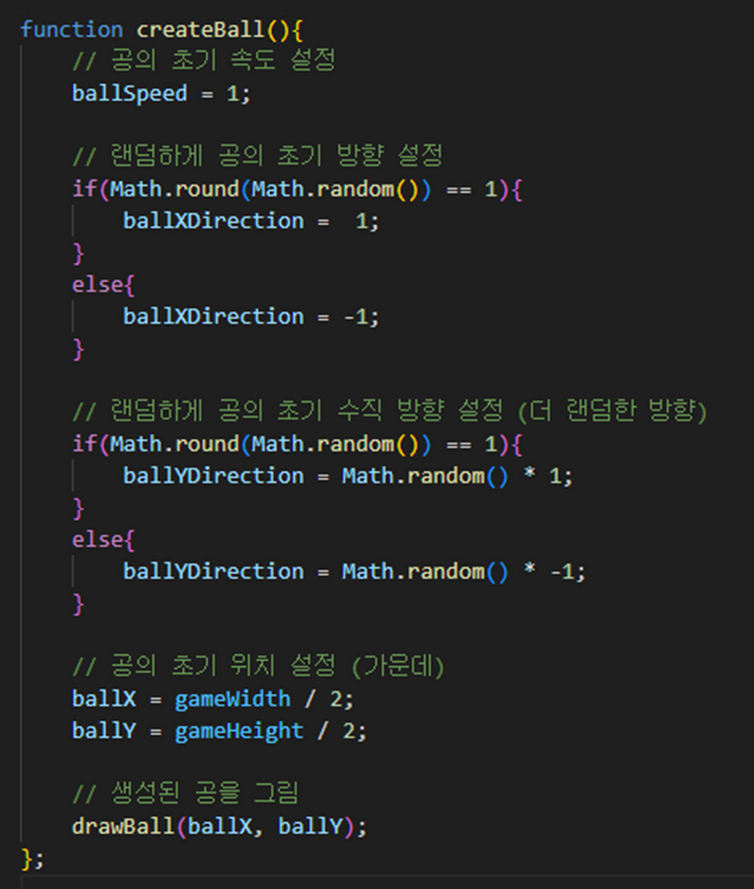 function createBall(){
    // 공의 초기 속도 설정
    ballSpeed = 1;

    // 랜덤하게 공의 초기 방향 설정
    if(Math.round(Math.random()) == 1){
        ballXDirection =  1;
    }
    else{
        ballXDirection = -1;
    }

    // 랜덤하게 공의 초기 수직 방향 설정 (더 랜덤한 방향)
    if(Math.round(Math.random()) == 1){
        ballYDirection = Math.random() * 1;
    }
    else{
        ballYDirection = Math.random() * -1;
    }

    // 공의 초기 위치 설정 (가운데)
    ballX = gameWidth / 2;
    ballY = gameHeight / 2;

    // 생성된 공을 그림
    drawBall(ballX, ballY);
};